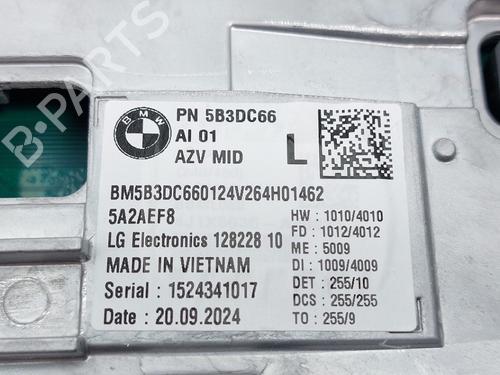 BMW
PN 5B3DC66
AI 01
AZV MID
L
BM5B3DC660124V264H01462
5A2AEF8
HW : 1010/4010
FD : 1012/4012
LG Electronics 128228 10
ME : 5009
MADE IN VIETNAM
DI : 1009/4009
DET : 255/10
Serial : 1524341017
DCS : 255/255
Date : 20.09.2024
TO : 255/9